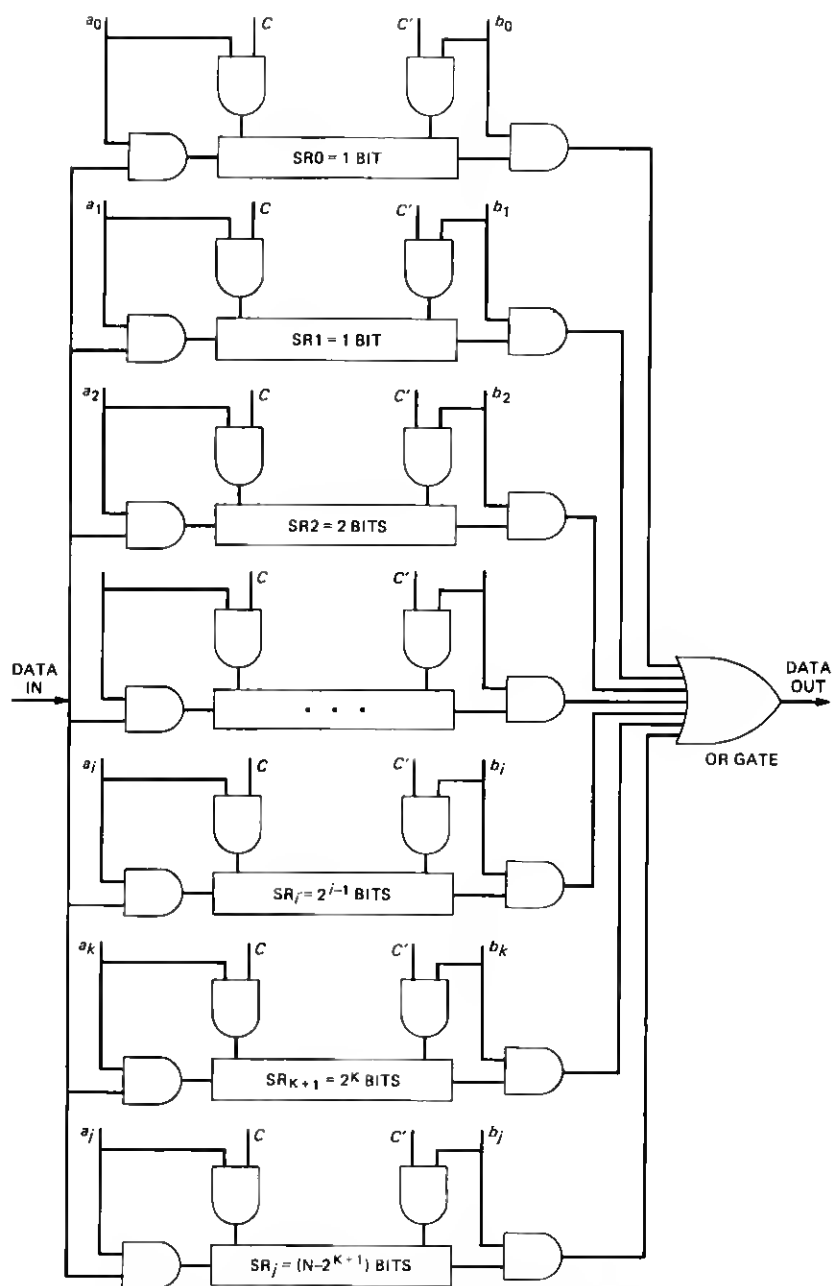 a0 C C' b0
SR0 = 1 BIT
a1 C C' b1
SR1 = 1 BIT
a2 C C' b2
SR2 = 2 BITS
C C'
DATA IN
. . .
DATA OUT
OR GATE
ai C C' bi
SRi = 2^i–1 BITS
ak C C' bk
SRK+1 = 2^K BITS
aj C C' bj
SRj = (N–2^K+1) BITS